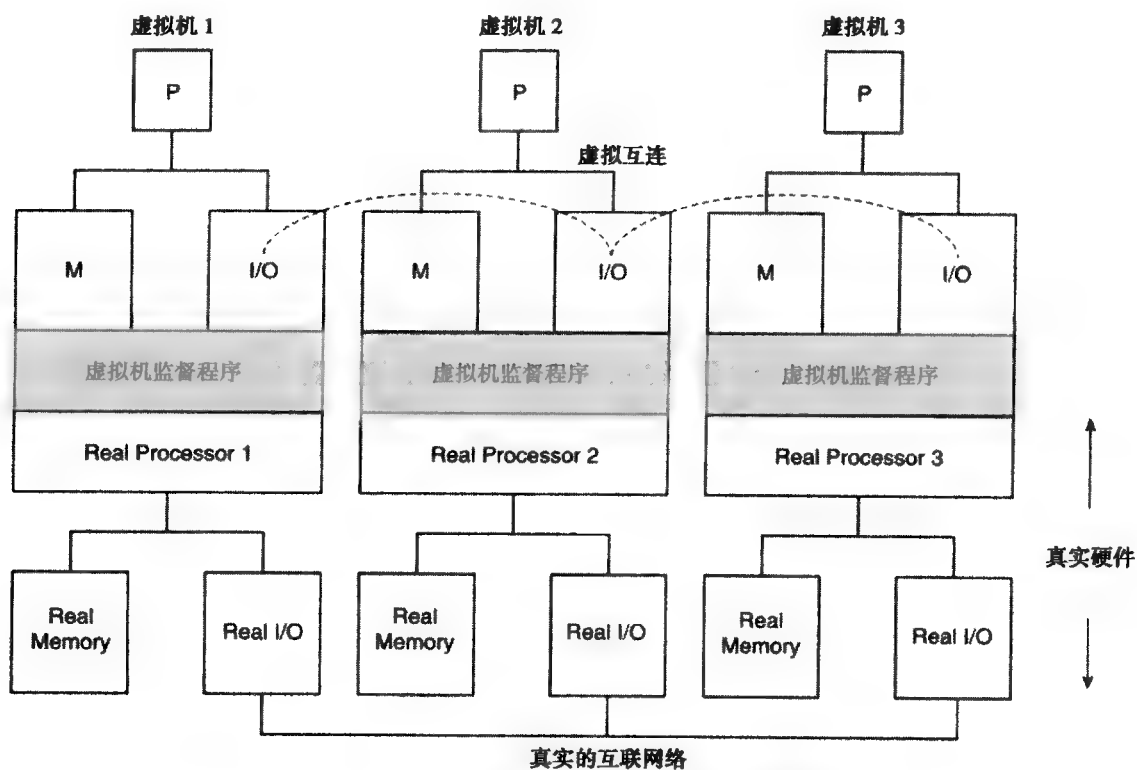 虚拟机 1
虚拟机 2
虚拟机 3
P
P
P
虚拟互连
M
I/O
M
I/O
M
I/O
虚拟机监督程序
虚拟机监督程序
虚拟机监督程序
Real Processor 1
Real Processor 2
Real Processor 3
真实硬件
Real
Memory
Real I/O
Real
Memory
Real I/O
Real
Memory
Real I/O
真实的互联网络